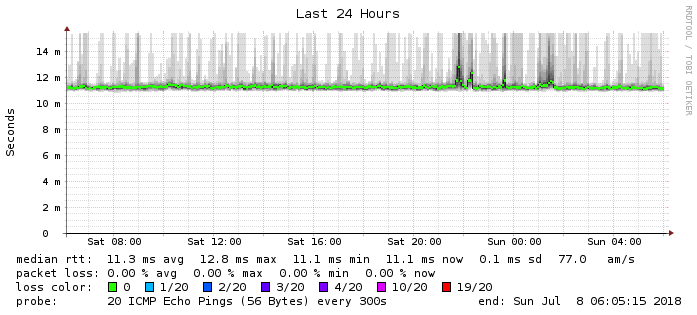 Last 24 Hours
RRDTOOL / TOBI OETIKER
Seconds
14 m
12 m
10 m
8 m
6 m
4 m
2 m
0
Sat 08:00 Sat 12:00 Sat 16:00 Sat 20:00 Sun 00:00 Sun 04:00
median rtt: 11.3 ms avg 12.8 ms max 11.1 ms min 11.1 ms now 0.1 ms sd 77.0 am/s
packet loss: 0.00 % avg 0.00 % max 0.00 % min 0.00 % now
loss color: 0 1/20 2/20 3/20 4/20 10/20 19/20
probe: 20 ICMP Echo Pings (56 Bytes) every 300s end: Sun Jul 8 06:05:15 2018